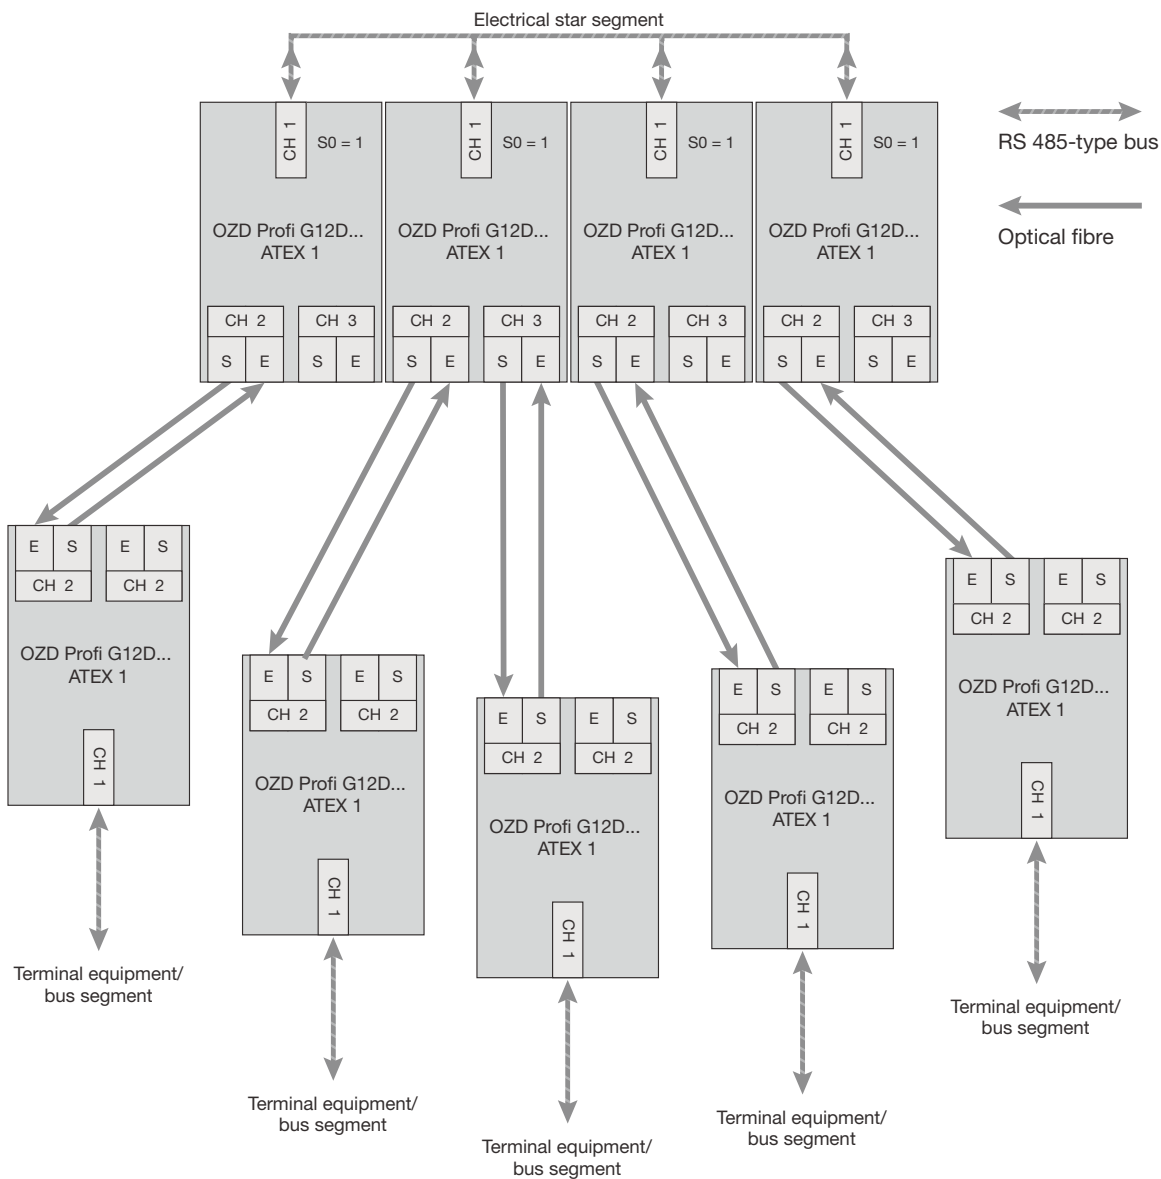 Electrical star segment
CH 1
S0 = 1
CH 1
S0 = 1
CH 1
S0 = 1
CH 1
S0 = 1
RS 485-type bus
Optical fibre
OZD Profi G12D...
ATEX 1
OZD Profi G12D...
ATEX 1
OZD Profi G12D...
ATEX 1
OZD Profi G12D...
ATEX 1
CH 2
CH 3
CH 2
CH 3
CH 2
CH 3
CH 2
CH 3
S E
S E
S E
S E
S E
S E
S E
S E
E S
E S
CH 2
CH 2
OZD Profi G12D...
ATEX 1
CH 1
Terminal equipment/
bus segment
E S
E S
CH 2
CH 2
OZD Profi G12D...
ATEX 1
CH 1
Terminal equipment/
bus segment
E S
E S
CH 2
CH 2
OZD Profi G12D...
ATEX 1
CH 1
Terminal equipment/
bus segment
E S
E S
CH 2
CH 2
OZD Profi G12D...
ATEX 1
CH 1
Terminal equipment/
bus segment
E S
E S
CH 2
CH 2
OZD Profi G12D...
ATEX 1
CH 1
Terminal equipment/
bus segment